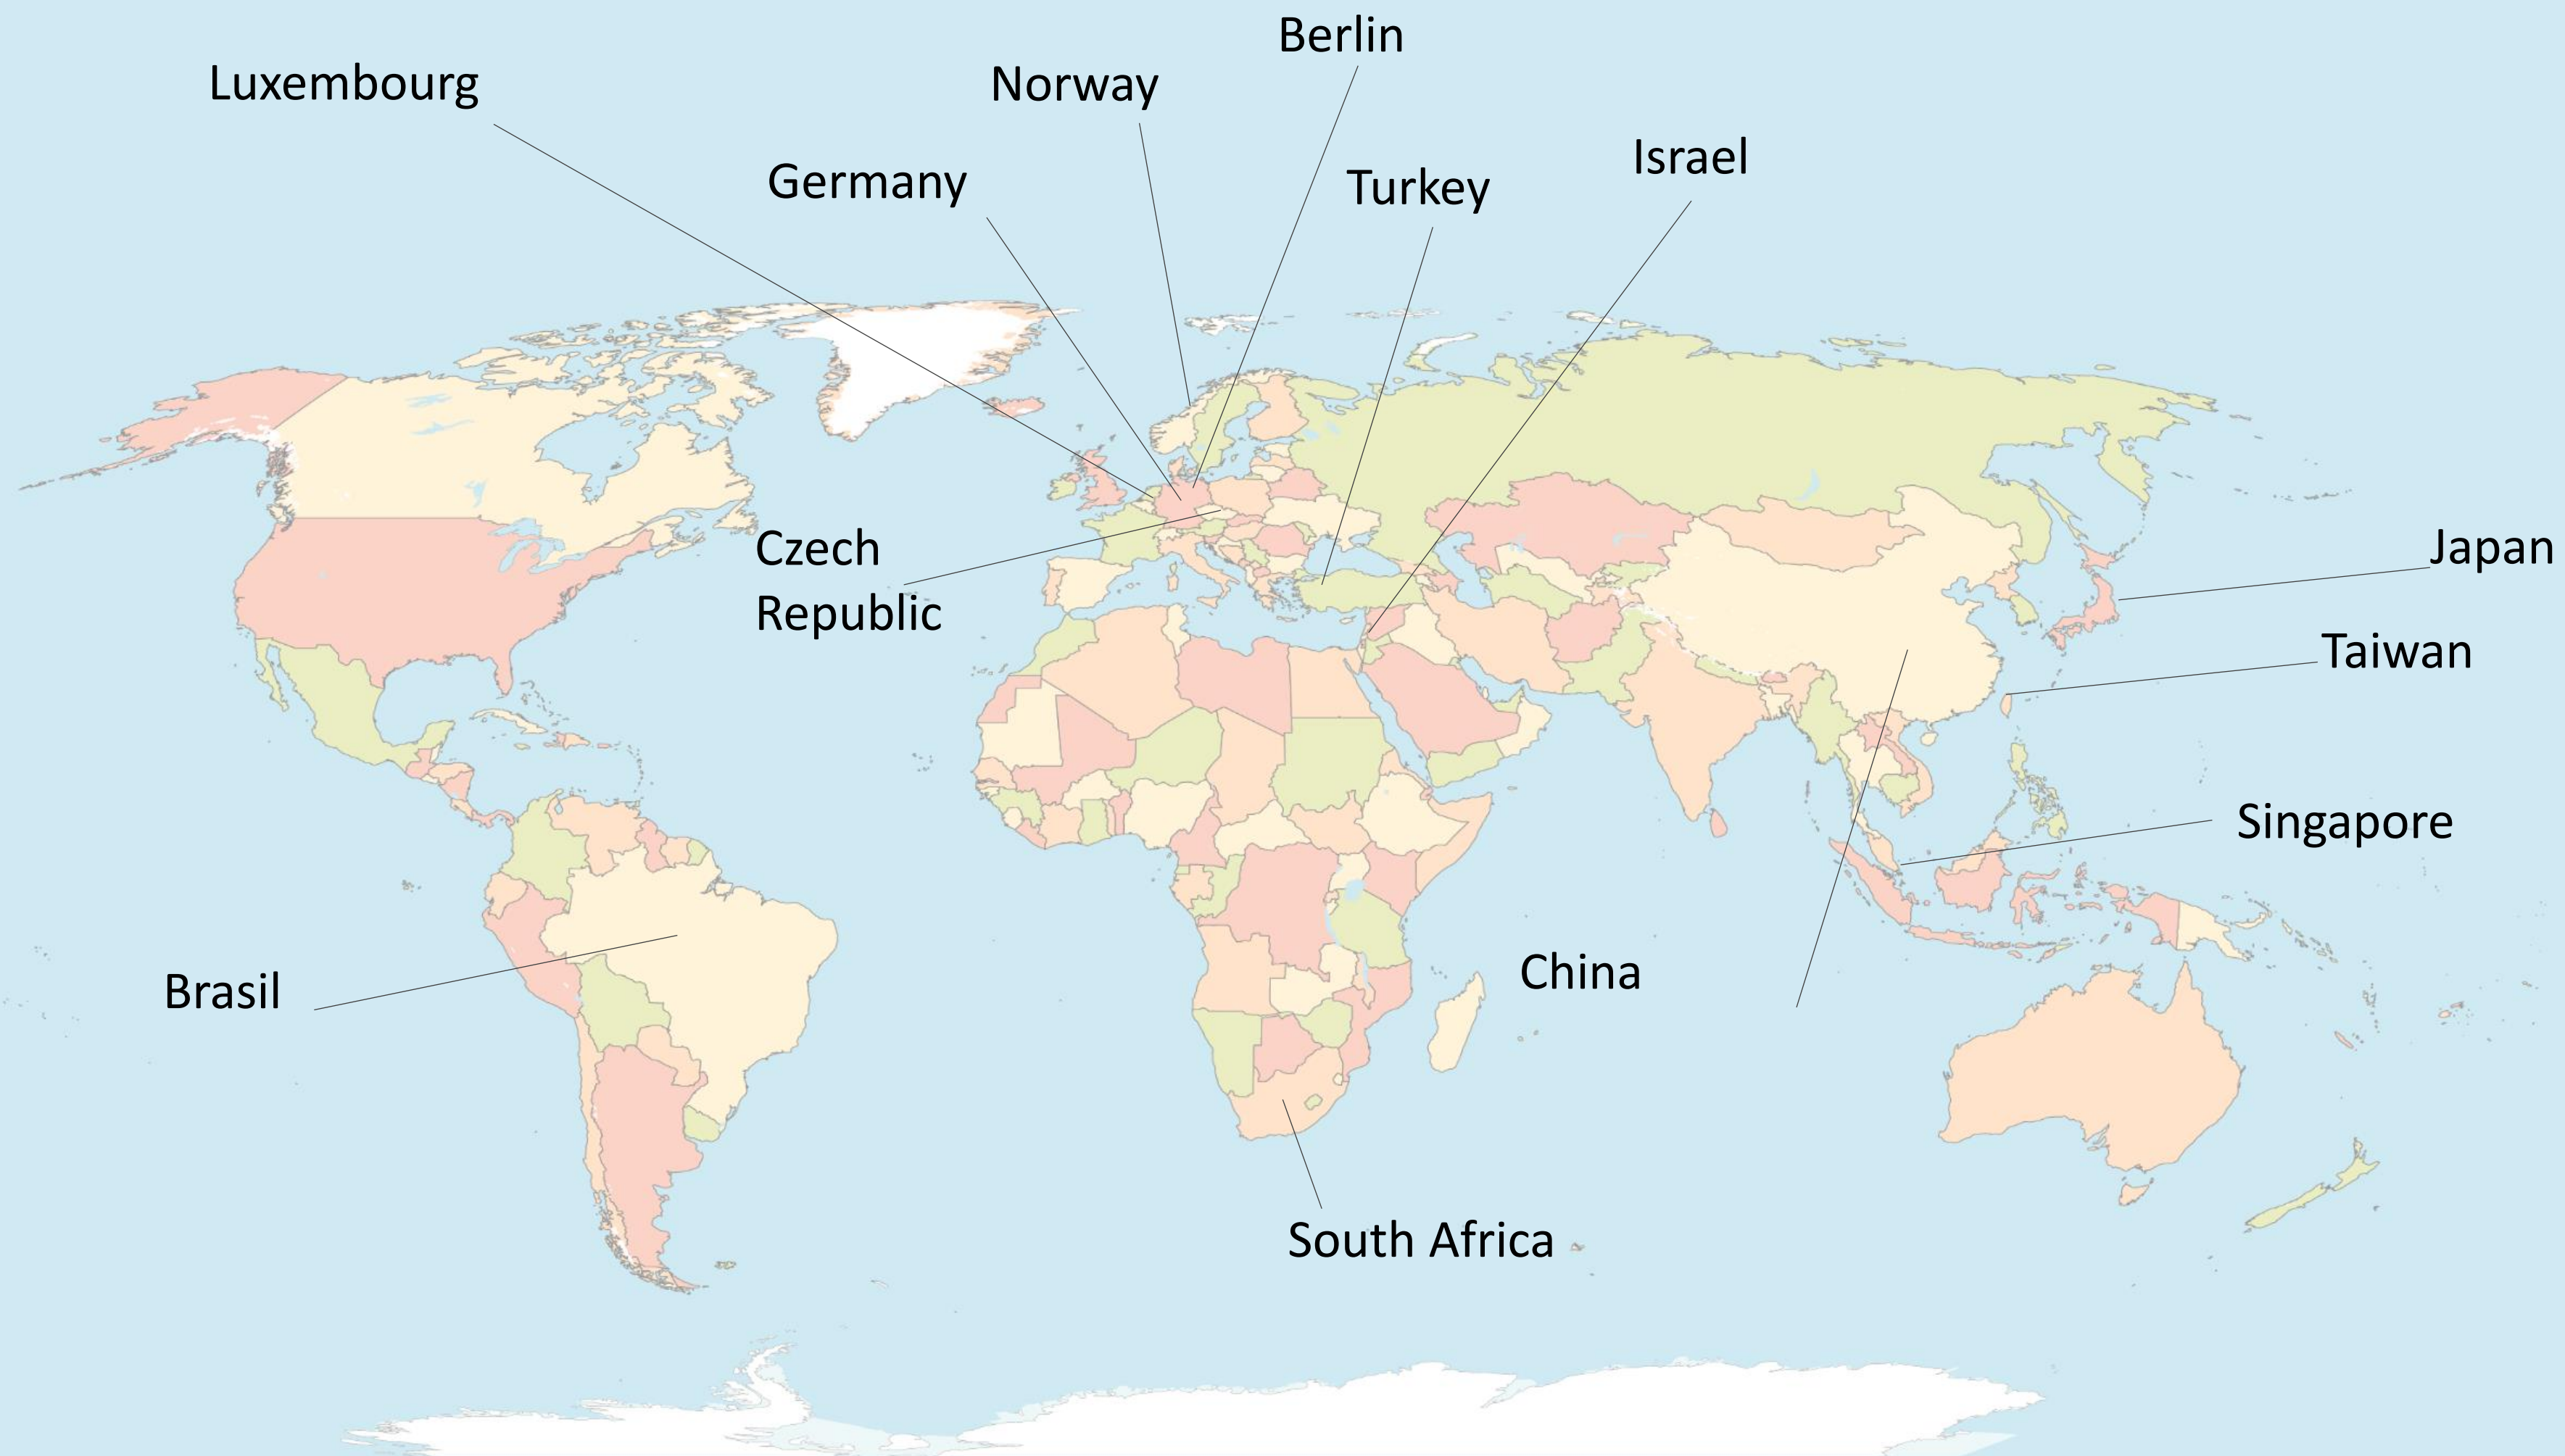 Berlin
Luxembourg
Norway
Israel
Germany
Turkey
Czech
Republic
Japan
Taiwan
Singapore
China
Brasil
South Africa